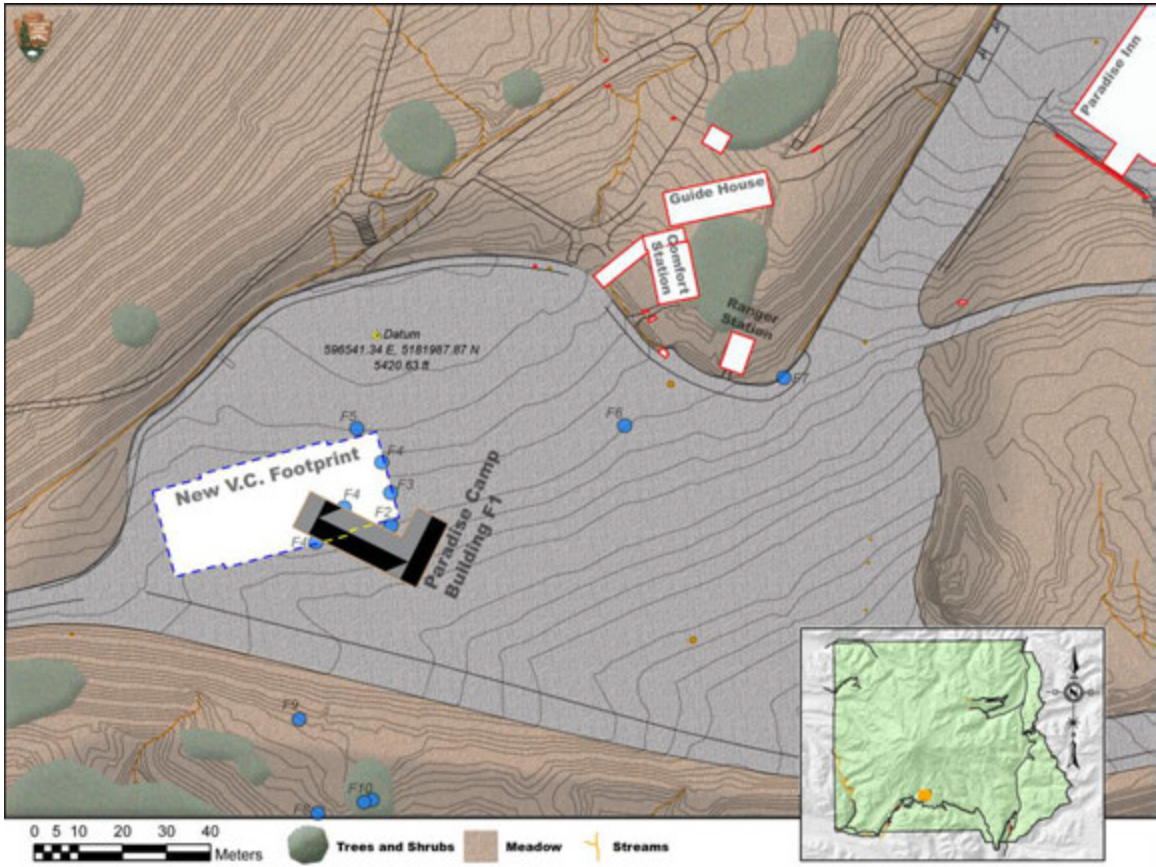 Paradise Inn
Guide House
Comfort
Station
Ranger
Station
Datum
596541.34 E, 5181987.87 N
5420.63 ft
F7
F6
F5
New V.C. Footprint
F4
F3
F4
F2
F4
Paradise Camp
Building F1
F9
F10
F8
0 5 10 20 30 40
Meters
Trees and Shrubs
Meadow
Streams